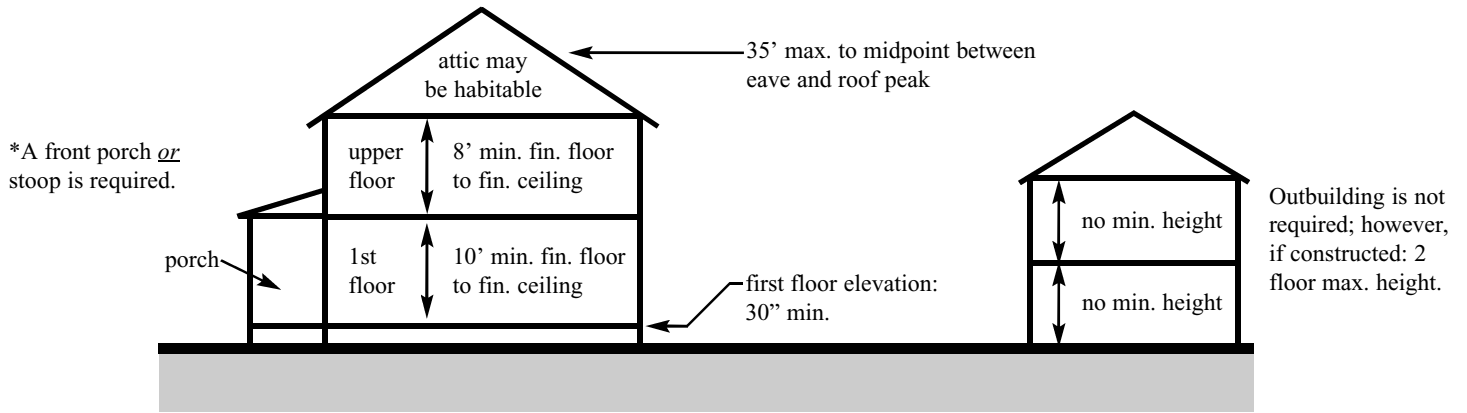 attic may
be habitable
35’ max. to midpoint between
eave and roof peak
*A front porch or
stoop is required.
upper
floor
8’ min. fin. floor
to fin. ceiling
porch
1st
floor
10’ min. fin. floor
to fin. ceiling
first floor elevation:
30” min.
no min. height
no min. height
Outbuilding is not
required; however,
if constructed: 2
floor max. height.